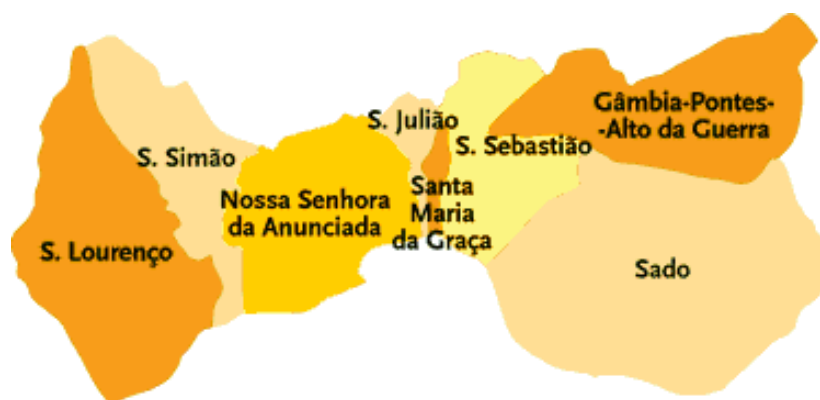 S. Lourenço
S. Simão
Nossa Senhora
da Anunciada
S. Julião
Santa
Maria
da Graça
S. Sebastião
Gâmbia-Pontes-
-Alto da Guerra
Sado